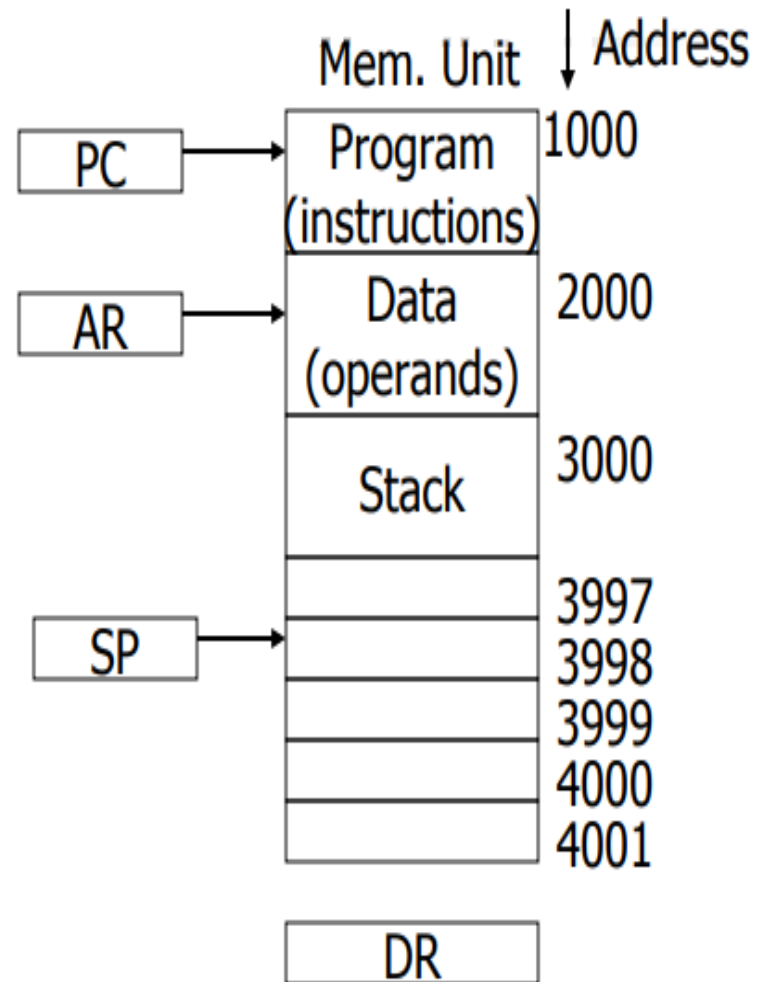 Mem. Unit
Address
PC
Program
(instructions)
1000
AR
Data
(operands)
2000
Stack
3000
3997
SP
3998
3999
4000
4001
DR